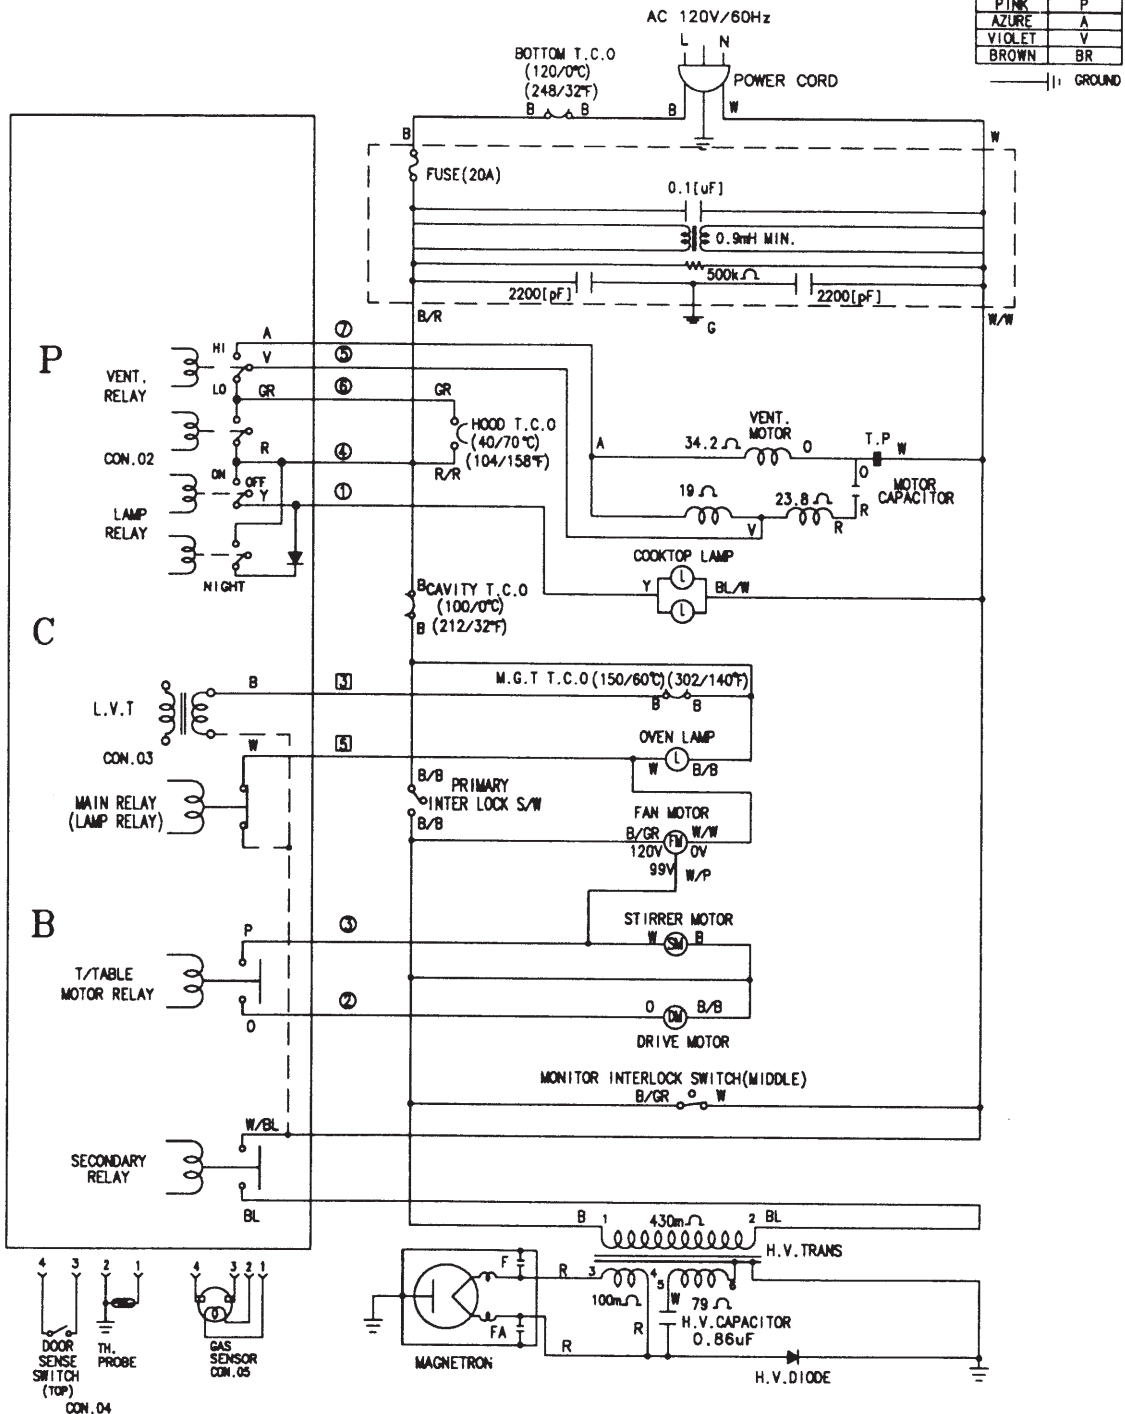 AC 120V/60Hz
L N
PINK P
AZURE A
VIOLET V
BROWN BR
GROUND
BOTTOM T.C.O
(120/0℃)
(248/32°F)
B B
B W
POWER CORD
B
W
FUSE(20A)
0.1[uF]
0.9mH MIN.
500kΩ
2200[pF]
2200[pF]
G
B/R
W/W
P
VENT.
RELAY
HI
LO
A
V
GR
⑦
⑤
⑥
GR
HOOD T.C.O
(40/70℃)
(104/158°F)
R/R
CON.02
R
④
ON
OFF
Y
①
LAMP
RELAY
NIGHT
A
34.2Ω
VENT.
MOTOR
O
T.P
W
O
MOTOR
CAPACITOR
R
19Ω
23.8Ω
V
R
COOKTOP LAMP
Y
L
L
BL/W
B
CAVITY T.C.O
(100/0℃)
(212/32°F)
B
C
L.V.T
B
3
M.G.T T.C.O(150/60℃)(302/140°F)
B B
CON.03
W
5
OVEN LAMP
W
L
B/B
MAIN RELAY
(LAMP RELAY)
B/B
PRIMARY
INTER LOCK S/W
B/B
FAN MOTOR
B/GR
W/W
120V
FM
0V
99V
W/P
B
P
③
STIRRER MOTOR
W
SM
B
T/TABLE
MOTOR RELAY
O
②
O
DM
B/B
DRIVE MOTOR
MONITOR INTERLOCK SWITCH(MIDDLE)
B/GR
W
W/BL
SECONDARY
RELAY
BL
B
1
430mΩ
2
BL
H.V.TRANS
3
4
5
6
100mΩ
79Ω
W
H.V.CAPACITOR
0.86uF
R
F
R
FA
R
MAGNETRON
H.V.DIODE
4 3 2 1
4 3 2 1
DOOR
SENSE
SWITCH
(TOP)
CON.04
TH.
PROBE
GAS
SENSOR
CON.05